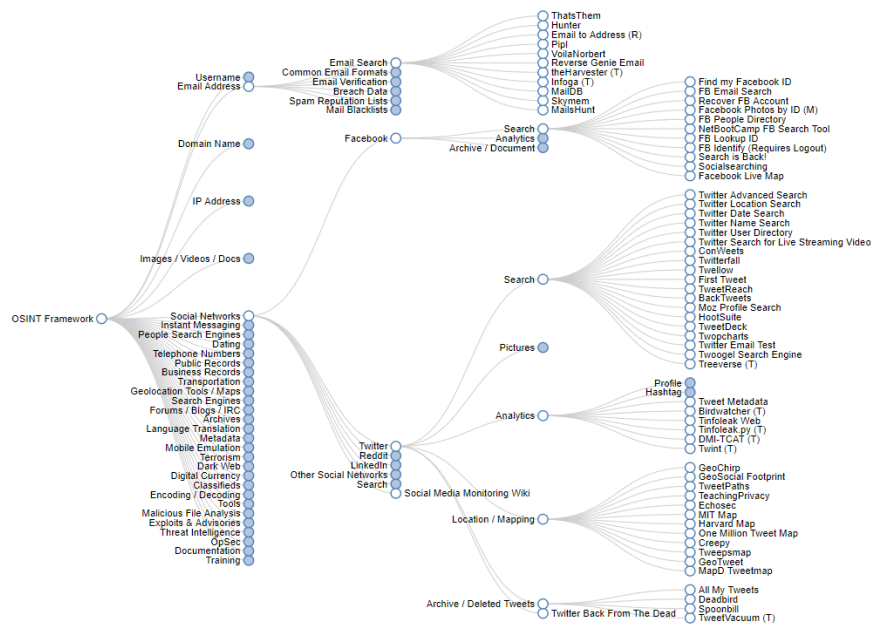 OSINT Framework
Username
Email Address
Domain Name
IP Address
Images / Videos / Docs
Social Networks
Instant Messaging
People Search Engines
Dating
Telephone Numbers
Public Records
Business Records
Transportation
Geolocation Tools / Maps
Search Engines
Forums / Blogs / IRC
Archives
Language Translation
Metadata
Mobile Emulation
Terrorism
Dark Web
Digital Currency
Classifieds
Encoding / Decoding
Tools
Malicious File Analysis
Exploits & Advisories
Threat Intelligence
OpSec
Documentation
Training
Email Search
Common Email Formats
Email Verification
Breach Data
Spam Reputation Lists
Mail Blacklists
Facebook
Twitter
Reddit
LinkedIn
Other Social Networks
Search
Social Media Monitoring Wiki
ThatsThem
Hunter
Email to Address (R)
Pipl
VoilaNorbert
Reverse Genie Email
theHarvester (T)
Infoga (T)
MailDB
Skymem
MailsHunt
Search
Analytics
Archive / Document
Search
Pictures
Analytics
Location / Mapping
Archive / Deleted Tweets
Twitter Back From The Dead
Find my Facebook ID
FB Email Search
Recover FB Account
Facebook Photos by ID (M)
FB People Directory
NetBootCamp FB Search Tool
FB Lookup ID
FB Identify (Requires Logout)
Search is Back!
Socialsearching
Facebook Live Map
Twitter Advanced Search
Twitter Location Search
Twitter Date Search
Twitter Name Search
Twitter User Directory
Twitter Search for Live Streaming Video
ConWeets
Twitterfall
Twellow
First Tweet
TweetReach
BackTweets
Moz Profile Search
HootSuite
TweetDeck
Twopcharts
Twitter Email Test
Twoogel Search Engine
Treeverse (T)
Profile
Hashtag
Tweet Metadata
Birdwatcher (T)
Tinfoleak Web
Tinfoleak.py (T)
DMI-TCAT (T)
Twint (T)
GeoChirp
GeoSocial Footprint
TweetPaths
TeachingPrivacy
Echosec
MIT Map
Harvard Map
One Million Tweet Map
Creepy
Tweepsmap
GeoTweet
MapD Tweetmap
All My Tweets
Deadbird
Spoonbill
TweetVacuum (T)